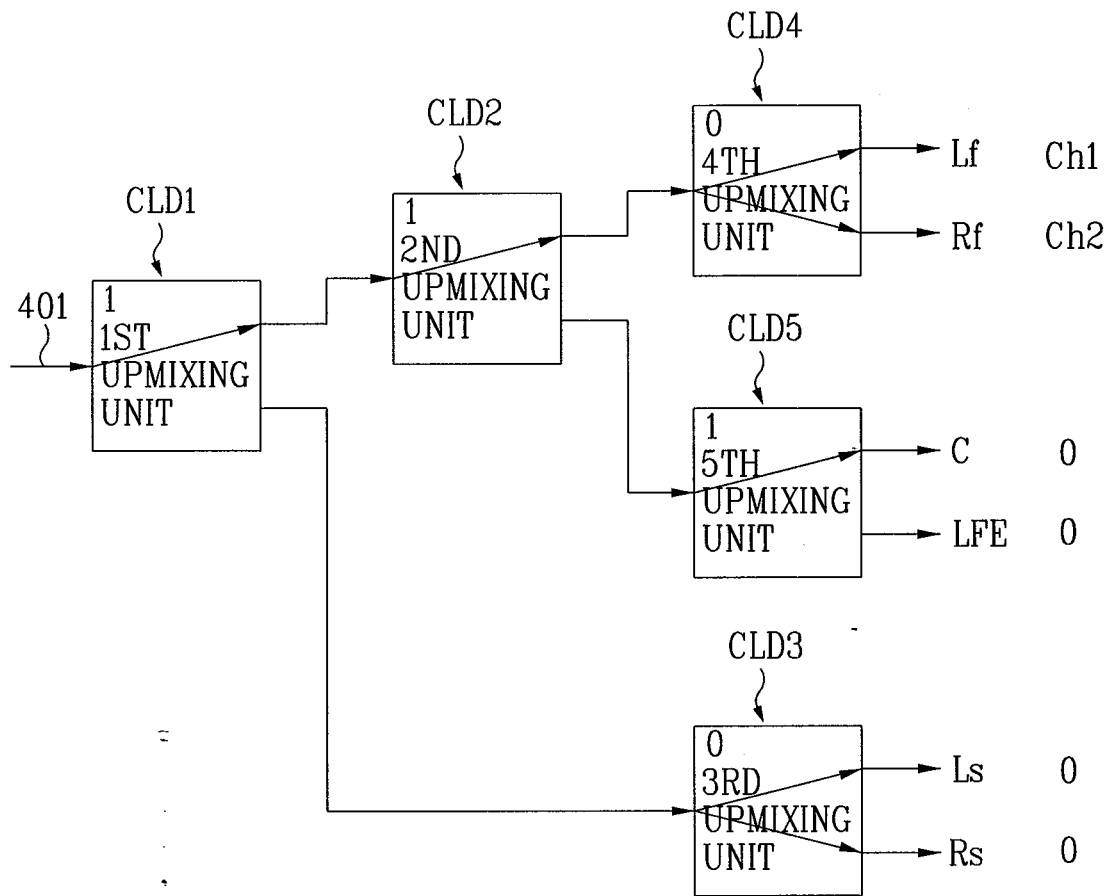 CLD4
0
4TH
UPMIXING
UNIT
Lf Ch1
Rf Ch2
CLD2
1
2ND
UPMIXING
UNIT
CLD1
401
1
1ST
UPMIXING
UNIT
CLD5
1
5TH
UPMIXING
UNIT
C 0
LFE 0
CLD3
0
3RD
UPMIXING
UNIT
Ls 0
Rs 0